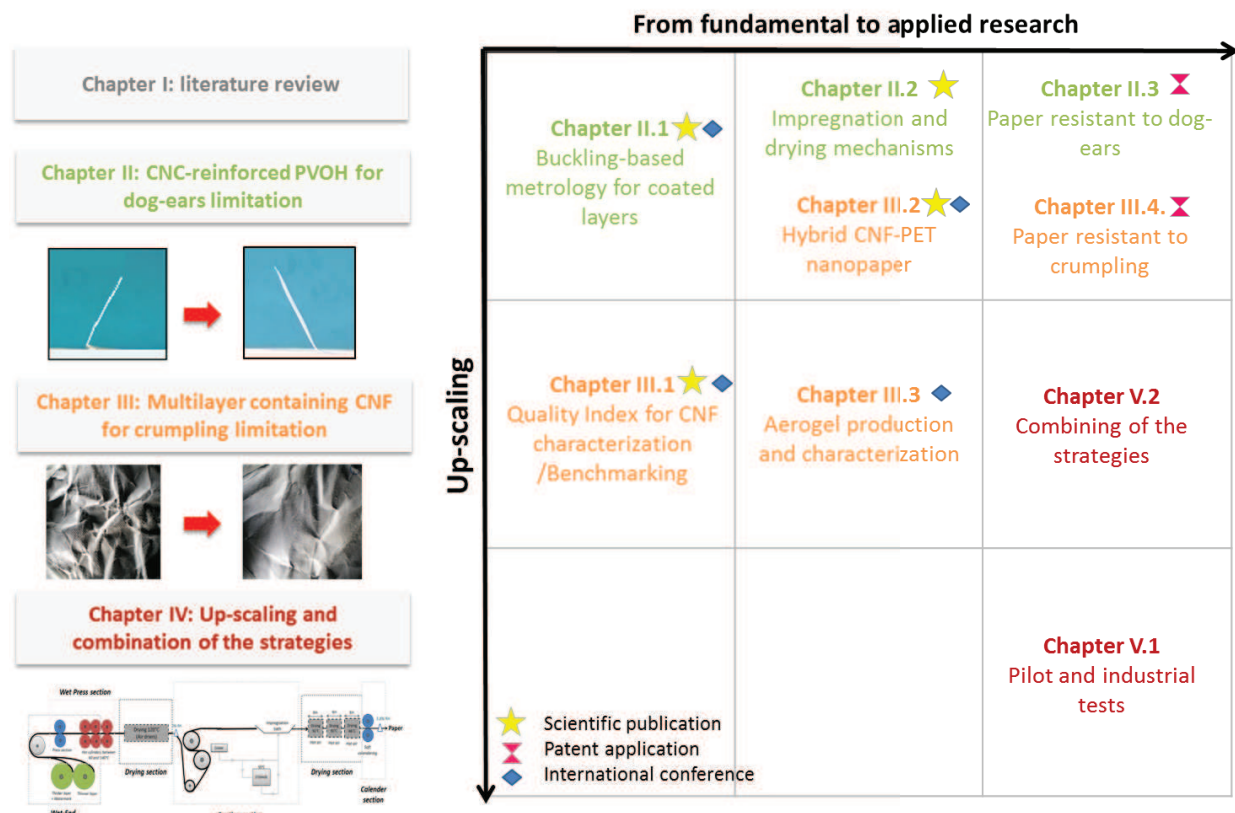 From fundamental to applied research
Chapter I: literature review
Chapter II: CNC-reinforced PVOH for
dog-ears limitation
Chapter III: Multilayer containing CNF
for crumpling limitation
Chapter IV: Up-scaling and
combination of the strategies
Wet Press section
Drying section
Drying section
Calender
section
Paper
Up-scaling
Chapter II.1
Buckling-based
metrology for coated
layers
Chapter II.2
Impregnation and
drying mechanisms
Chapter III.2
Hybrid CNF-PET
nanopaper
Chapter II.3
Paper resistant to dog-
ears
Chapter III.4.
Paper resistant to
crumpling
Chapter III.1
Quality Index for CNF
characterization
/Benchmarking
Chapter III.3
Aerogel production
and characterization
Chapter V.2
Combining of the
strategies
Chapter V.1
Pilot and industrial
tests
Scientific publication
Patent application
International conference